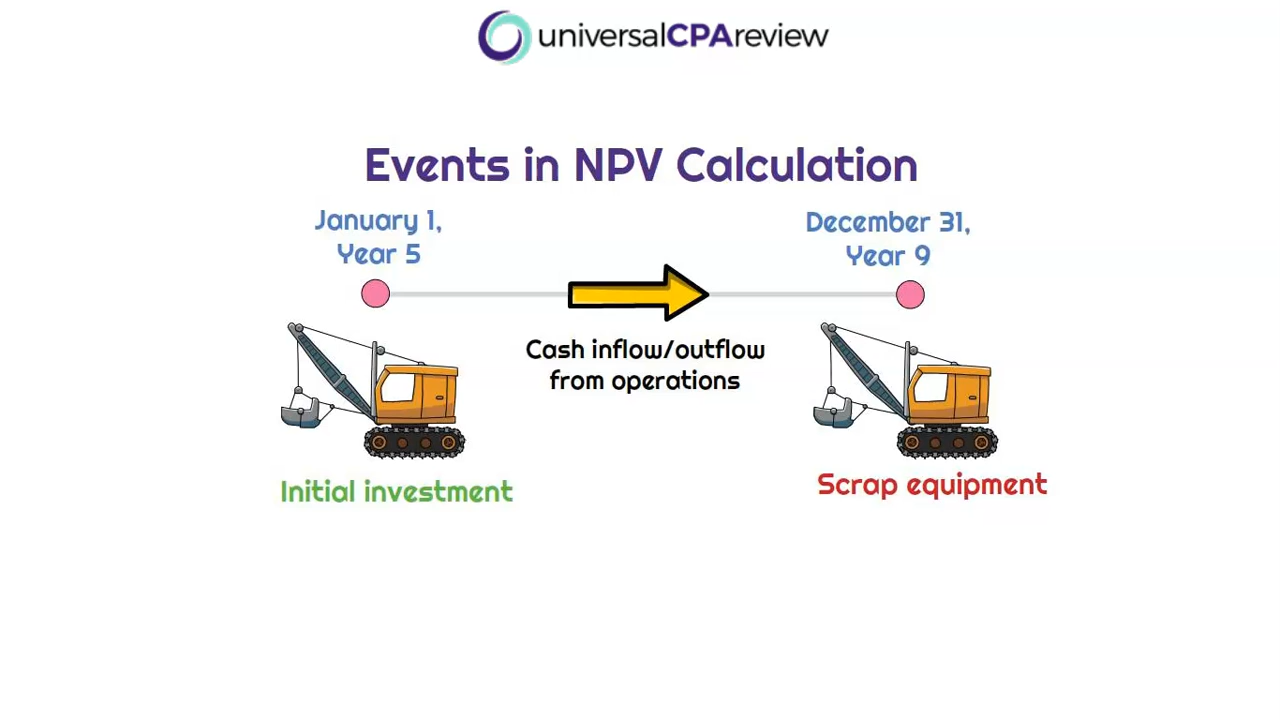 universalCPAreview
Events in NPV Calculation
January 1,
Year 5
December 31,
Year 9
Cash inflow/outflow
from operations
Initial investment
Scrap equipment